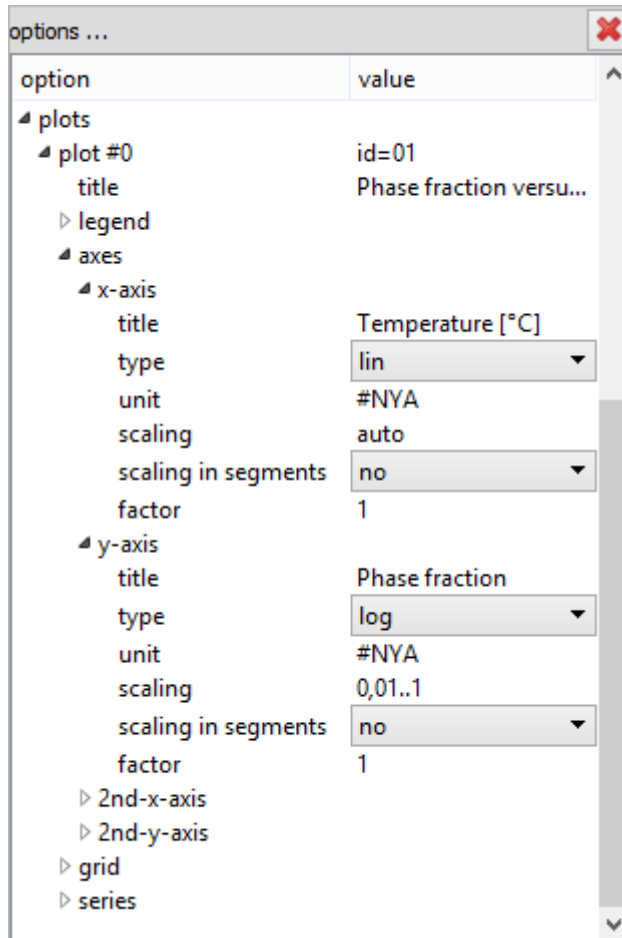 options ...
option value
plots
plot #0 id=01
title Phase fraction versu...
legend
axes
x-axis
title Temperature [°C]
type lin
unit #NYA
scaling auto
scaling in segments no
factor 1
y-axis
title Phase fraction
type log
unit #NYA
scaling 0,01..1
scaling in segments no
factor 1
2nd-x-axis
2nd-y-axis
grid
series